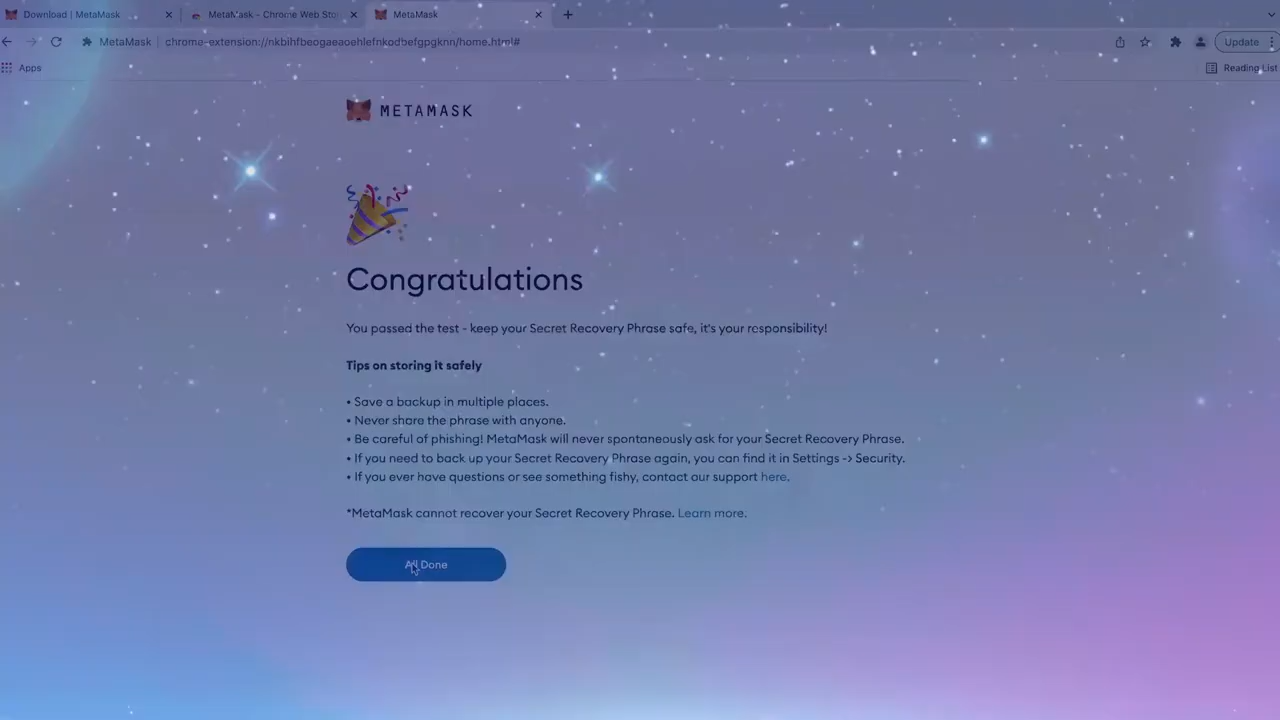 Download | MetaMask
MetaMask - Chrome Web Sto
MetaMask
MetaMask
chrome-extension://nkbihfbeogaeaoehlefnkodbefgpgknn/home.html#
Update
Apps
Reading List
METAMASK
Congratulations
You passed the test - keep your Secret Recovery Phrase safe, it's your responsibility!
Tips on storing it safely
• Save a backup in multiple places.
• Never share the phrase with anyone.
• Be careful of phishing! MetaMask will never spontaneously ask for your Secret Recovery Phrase.
• If you need to back up your Secret Recovery Phrase again, you can find it in Settings -> Security.
• If you ever have questions or see something fishy, contact our support here.
*MetaMask cannot recover your Secret Recovery Phrase. Learn more.
All Done